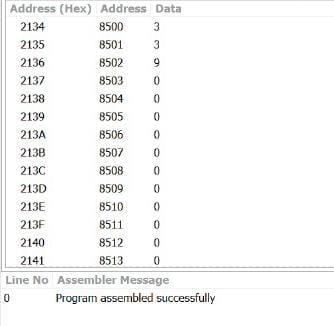 Address (Hex) Address Data
2134 8500 3
2135 8501 3
2136 8502 9
2137 8503 0
2138 8504 0
2139 8505 0
213A 8506 0
213B 8507 0
213C 8508 0
213D 8509 0
213E 8510 0
213F 8511 0
2140 8512 0
2141 8513 0
Line No Assembler Message
0 Program assembled successfully